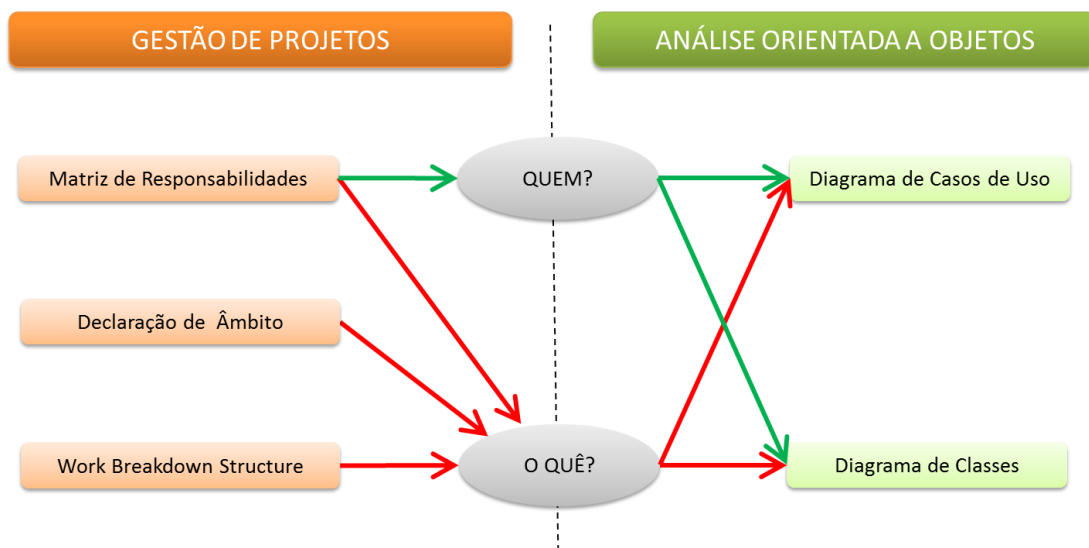 GESTÃO DE PROJETOS
ANÁLISE ORIENTADA A OBJETOS
Matriz de Responsabilidades
QUEM?
Diagrama de Casos de Uso
Declaração de Âmbito
Work Breakdown Structure
O QUÊ?
Diagrama de Classes